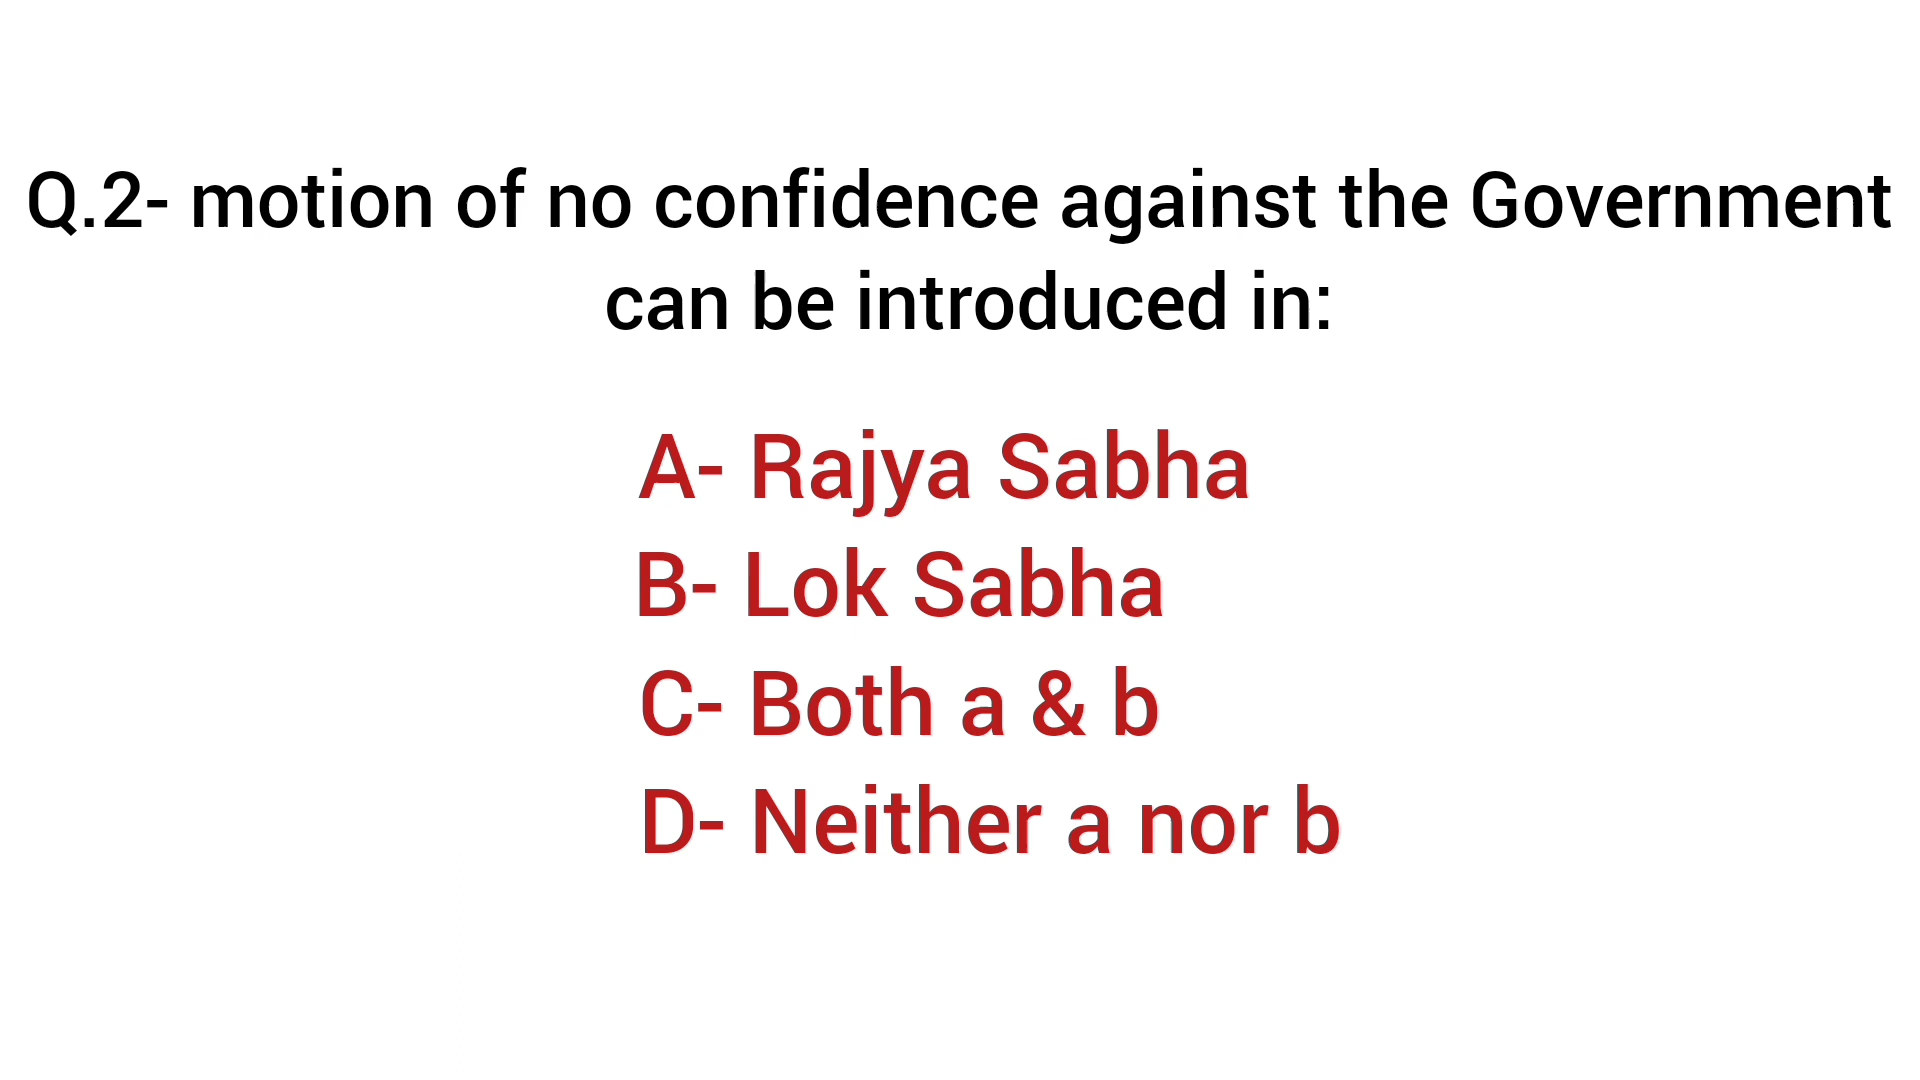 Q.2- motion of no confidence against the Government
can be introduced in:
A- Rajya Sabha
B- Lok Sabha
C- Both a & b
D- Neither a nor b